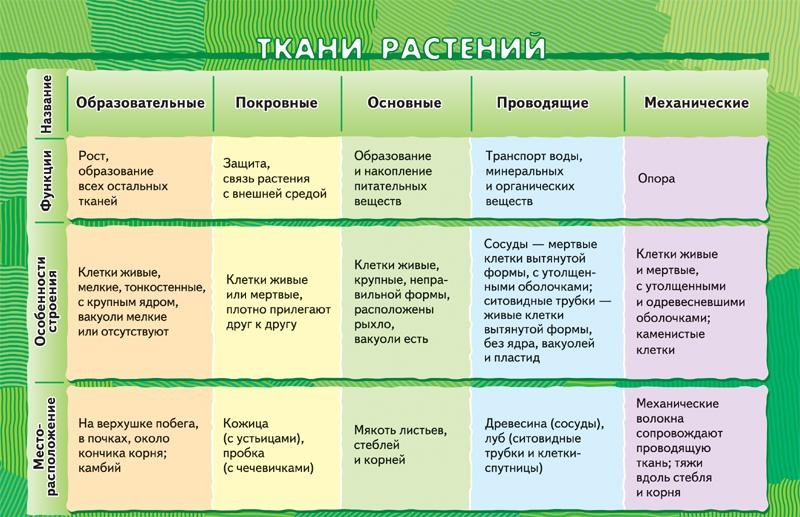 ТКАНИ РАСТЕНИЙ
Название
Образовательные
Покровные
Основные
Проводящие
Механические
Функции
Рост,
образование
всех остальных
тканей
Защита,
связь растения
с внешней средой
Образование
и накопление
питательных
веществ
Транспорт воды,
минеральных
и органических
веществ
Опора
Особенности
строения
Клетки живые,
мелкие, тонкостенные,
с крупным ядром,
вакуоли мелкие
или отсутствуют
Клетки живые
или мертвые,
плотно прилегают
друг к другу
Клетки живые,
крупные, непра-
вильной формы,
расположены
рыхло,
вакуоли есть
Сосуды — мертвые
клетки вытянутой
формы, с утолщен-
ными оболочками;
ситовидные трубки —
живые клетки
вытянутой формы,
без ядра, вакуолей
и пластид
Клетки живые
и мертвые,
с утолщенными
и одревесневшими
оболочками;
каменистые
клетки
Место-
расположение
На верхушке побега,
в почках, около
кончика корня;
камбий
Кожица
(с устьицами),
пробка
(с чечевичками)
Мякоть листьев,
стеблей
и корней
Древесина (сосуды),
луб (ситовидные
трубки и клетки-
спутницы)
Механические
волокна
сопровождают
проводящую
ткань; тяжи
вдоль стебля
и корня